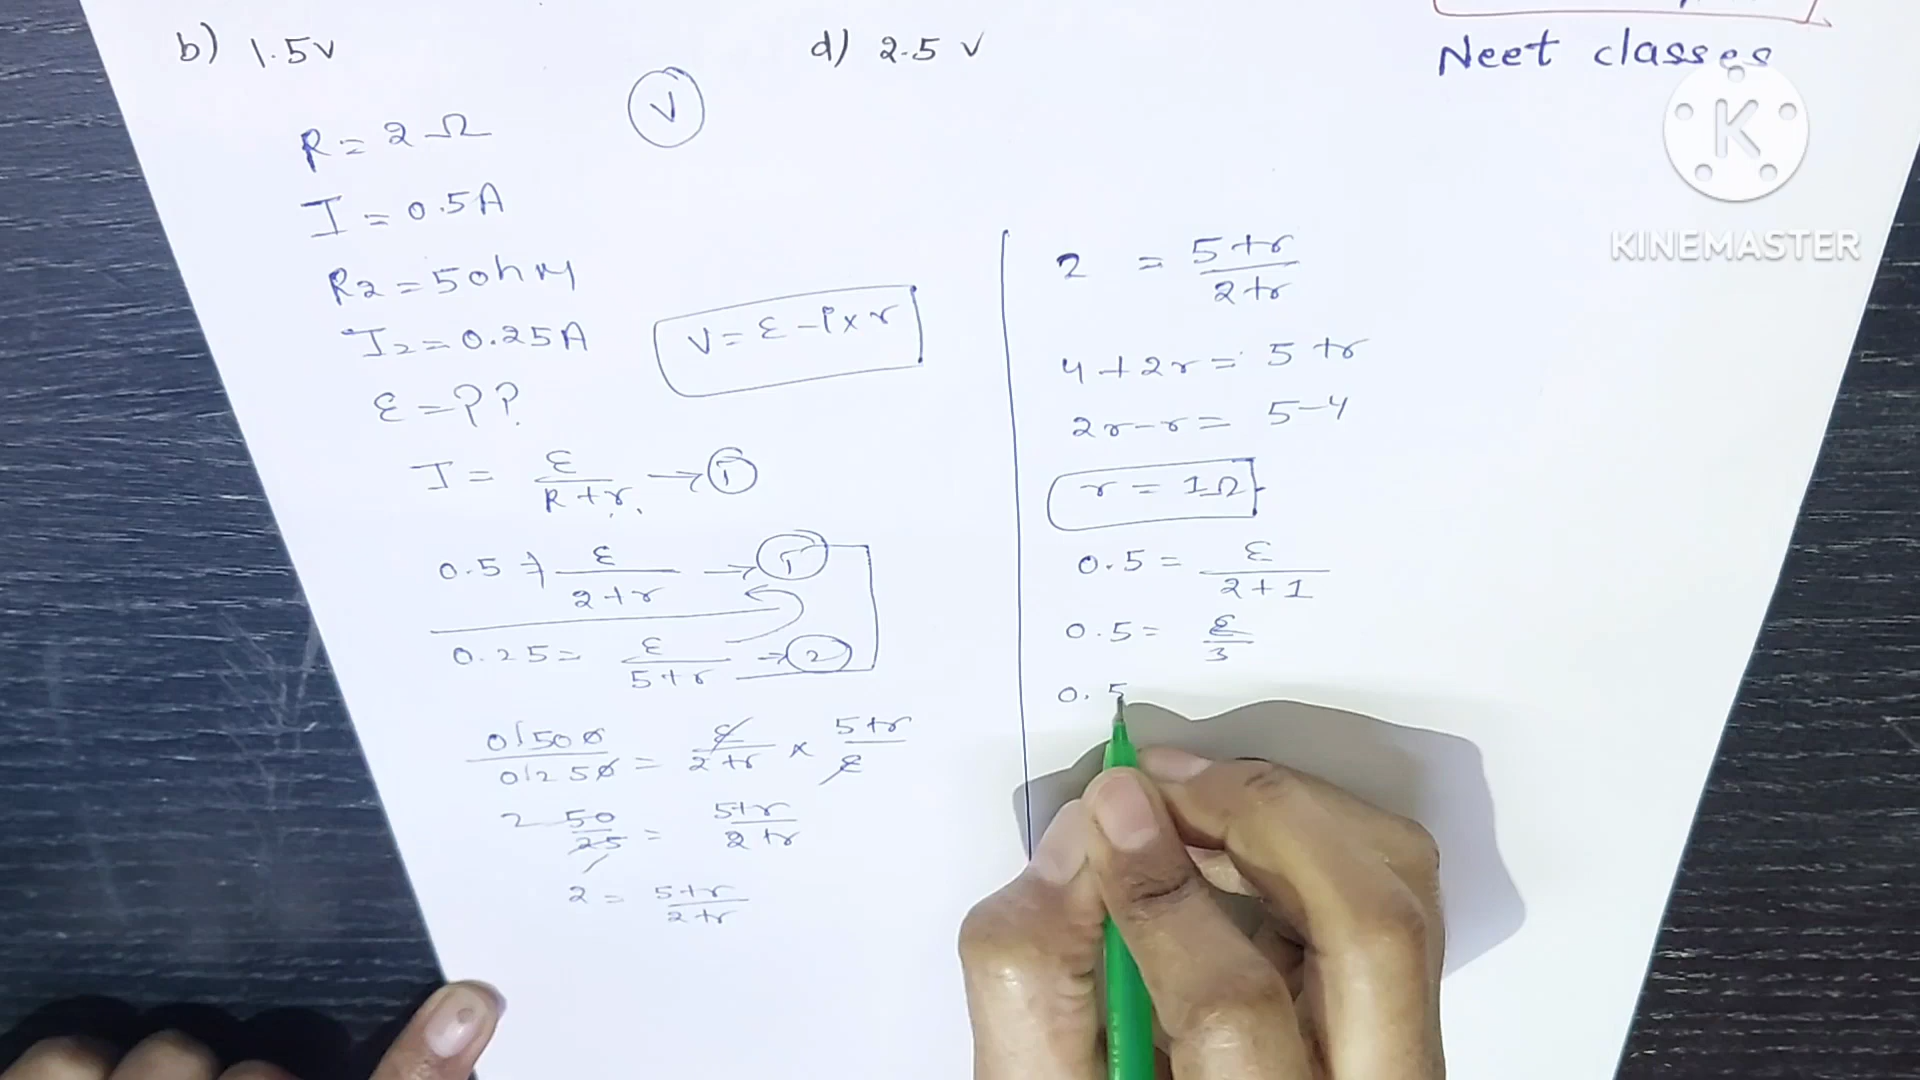 b) 1.5v
d) 2.5 v
Neet classes
K
KINEMASTER
V
R = 2 Ω
I = 0.5A
R2 = 5 ohm
I2 = 0.25A
V = ε - i x r
ε = ??
I = ε / R + r → 1
0.5 = ε / 2 + r → 1
0.25 = ε / 5 + r → 2
0.500 / 0.250 = ε / 2 + r × 5 + r / ε
2 50 / 25 = 5 + r / 2 + r
2 = 5 + r / 2 + r
2 = 5 + r / 2 + r
4 + 2r = 5 + r
2r - r = 5 - 4
r = 1Ω
0.5 = ε / 2 + 1
0.5 = ε / 3
0.5